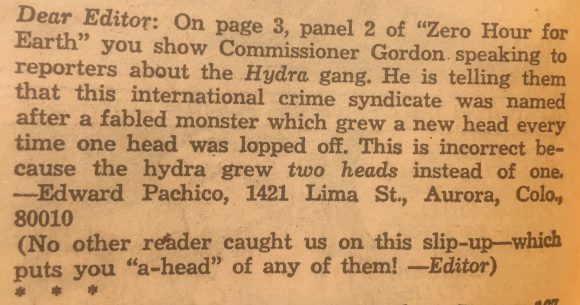 Dear Editor: On page 3, panel 2 of “Zero Hour for
Earth” you show Commissioner Gordon speaking to
reporters about the Hydra gang. He is telling them
that this international crime syndicate was named
after a fabled monster which grew a new head every
time one head was lopped off. This is incorrect be-
cause the hydra grew two heads instead of one.
—Edward Pachico, 1421 Lima St., Aurora, Colo.,
80010
(No other reader caught us on this slip-up—which
puts you “a-head” of any of them! —Editor)
* * *